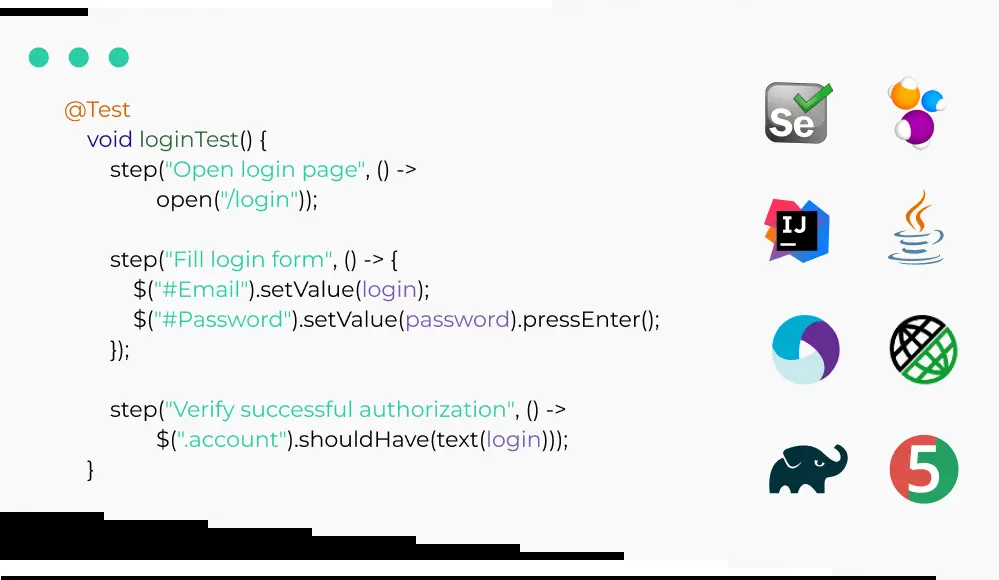 @Test
void loginTest() {
step("Open login page", () ->
open("/login"));
step("Fill login form", () -> {
$("#Email").setValue(login);
$("#Password").setValue(password).pressEnter();
});
step("Verify successful authorization", () ->
$(".account").shouldHave(text(login)));
}
Se
IJ
5